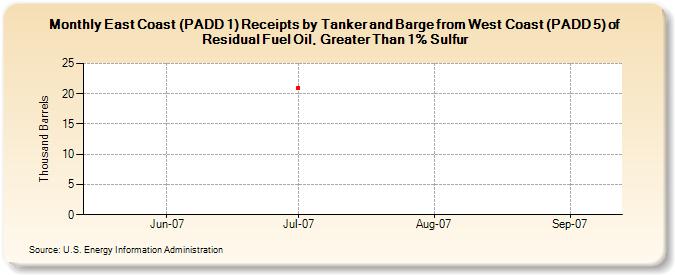 Monthly East Coast (PADD 1) Receipts by Tanker and Barge from West Coast (PADD 5) of
Residual Fuel Oil, Greater Than 1% Sulfur
Thousand Barrels
25
20
15
10
5
0
Jun-07 Jul-07 Aug-07 Sep-07
Source: U.S. Energy Information Administration